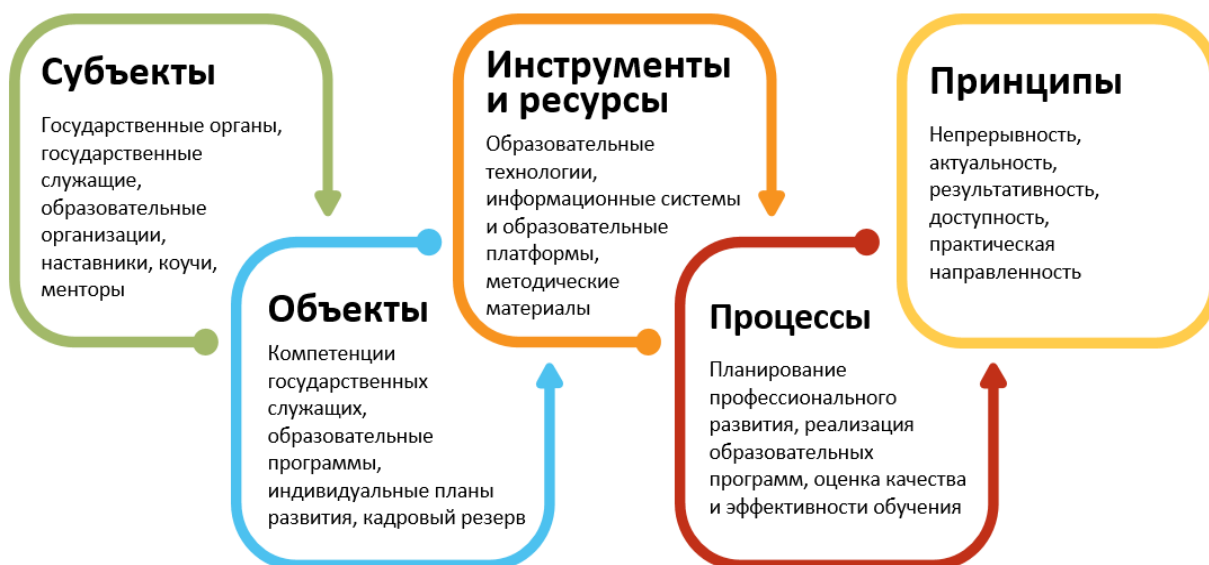 Субъекты
Государственные органы,
государственные
служащие,
образовательные
организации,
наставники, коучи,
менторы
Объекты
Компетенции
государственных
служащих,
образовательные
программы,
индивидуальные планы
развития, кадровый резерв
Инструменты
и ресурсы
Образовательные
технологии,
информационные системы
и образовательные
платформы,
методические
материалы
Процессы
Планирование
профессионального
развития, реализация
образовательных
программ, оценка качества
и эффективности обучения
Принципы
Непрерывность,
актуальность,
результативность,
доступность,
практическая
направленность